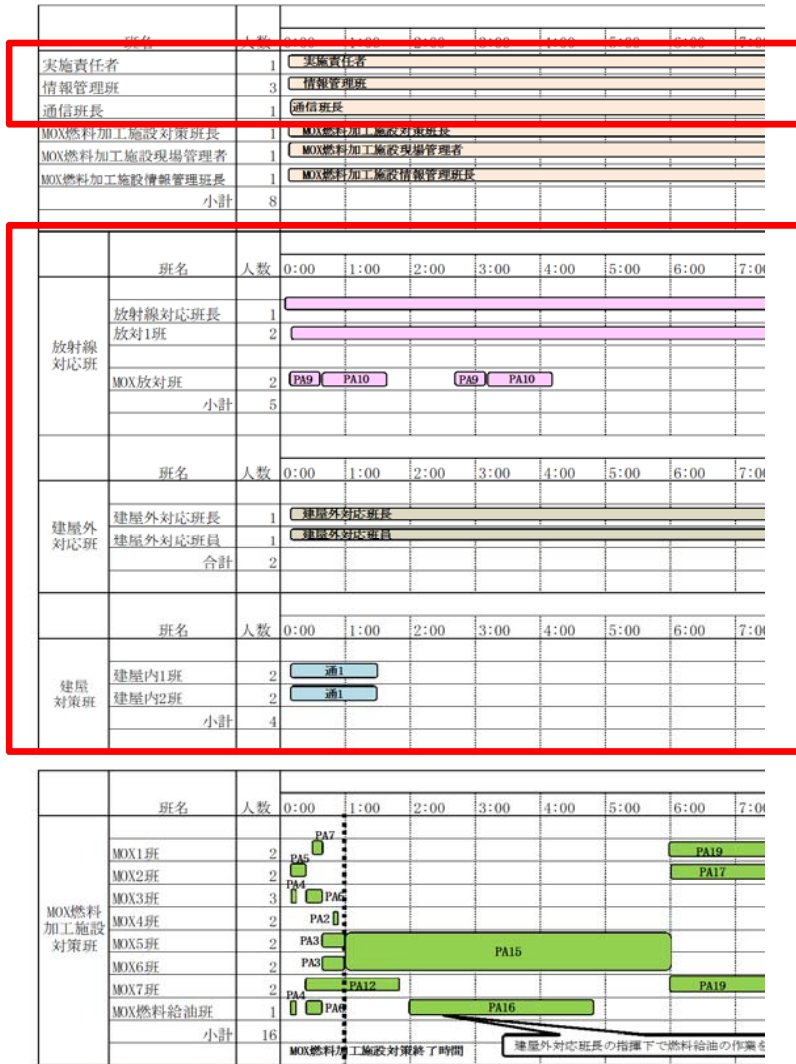 班名 人数 0:00 1:00 2:00 3:00 4:00 5:00 6:00 7:00
実施責任者 1 実施責任者
情報管理班 3 情報管理班
通信班長 1 通信班長
MOX燃料加工施設対策班長 1 MOX燃料加工施設対策班長
MOX燃料加工施設現場管理者 1 MOX燃料加工施設現場管理者
MOX燃料加工施設情報管理班長 1 MOX燃料加工施設情報管理班長
小計 8
班名 人数 0:00 1:00 2:00 3:00 4:00 5:00 6:00 7:00
放射線
対応班
放射線対応班長 1
放対1班 2
MOX放対班 2 PA9 PA10 PA9 PA10
小計 5
班名 人数 0:00 1:00 2:00 3:00 4:00 5:00 6:00 7:00
建屋外
対応班
建屋外対応班長 1 建屋外対応班長
建屋外対応班員 1 建屋外対応班員
合計 2
班名 人数 0:00 1:00 2:00 3:00 4:00 5:00 6:00 7:00
建屋
対策班
建屋内1班 2 通1
建屋内2班 2 通1
小計 4
班名 人数 0:00 1:00 2:00 3:00 4:00 5:00 6:00 7:00
MOX燃料
加工施設
対策班
MOX1班 2 PA7 PA19
MOX2班 2 PA5 PA17
MOX3班 3 PA4 PA6
MOX4班 2 PA2
MOX5班 2 PA3 PA15
MOX6班 2 PA3
MOX7班 2 PA12 PA19
MOX燃料給油班 1 PA4 PA6 PA16
小計 16
MOX燃料加工施設対策終了時間
建屋外対応班長の指揮下で燃料給油の作業を